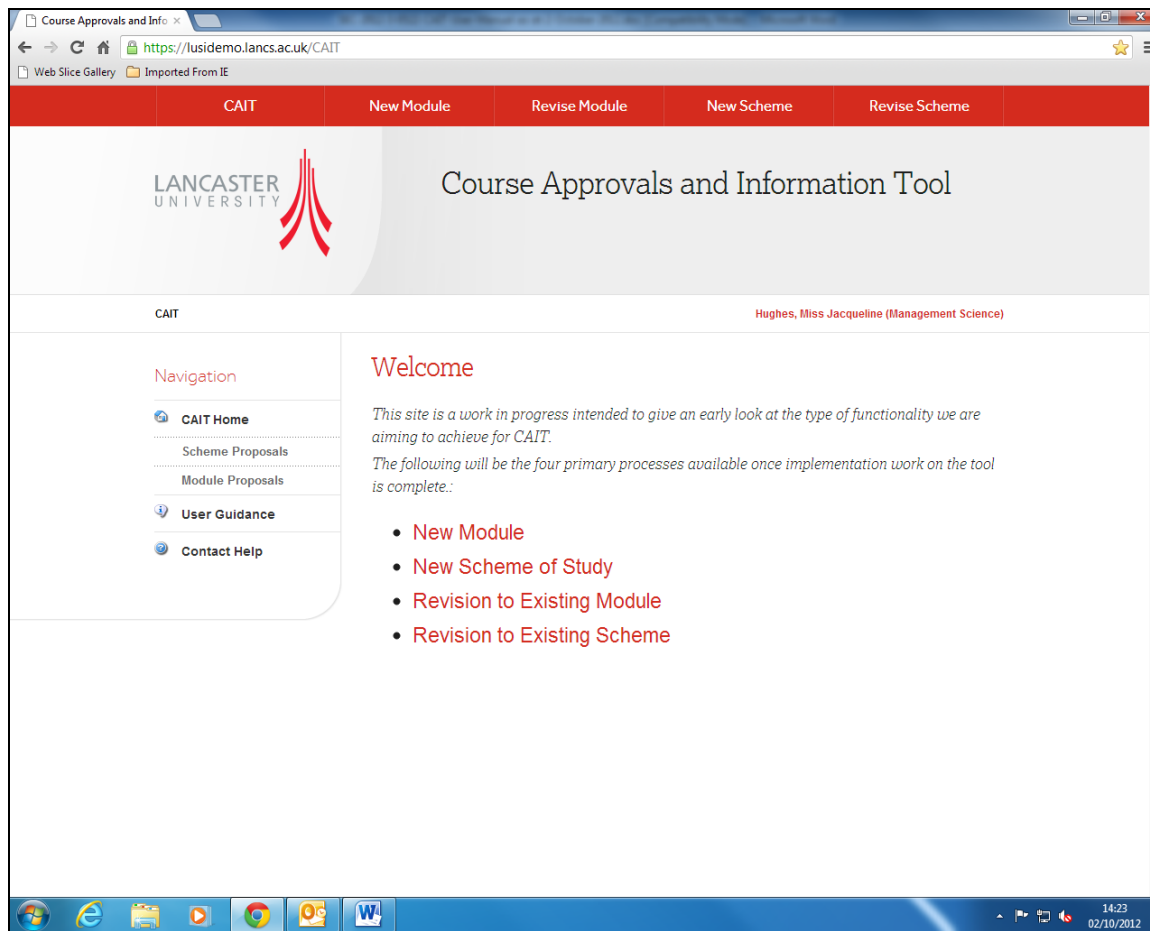 Course Approvals and Info
https://lusidemo.lancs.ac.uk/CAIT
Web Slice Gallery Imported From IE
CAIT New Module Revise Module New Scheme Revise Scheme
LANCASTER
UNIVERSITY
Course Approvals and Information Tool
CAIT Hughes, Miss Jacqueline (Management Science)
Navigation
CAIT Home
Scheme Proposals
Module Proposals
User Guidance
Contact Help
Welcome
This site is a work in progress intended to give an early look at the type of functionality we are
aiming to achieve for CAIT.
The following will be the four primary processes available once implementation work on the tool
is complete.:
• New Module
• New Scheme of Study
• Revision to Existing Module
• Revision to Existing Scheme
14:23
02/10/2012